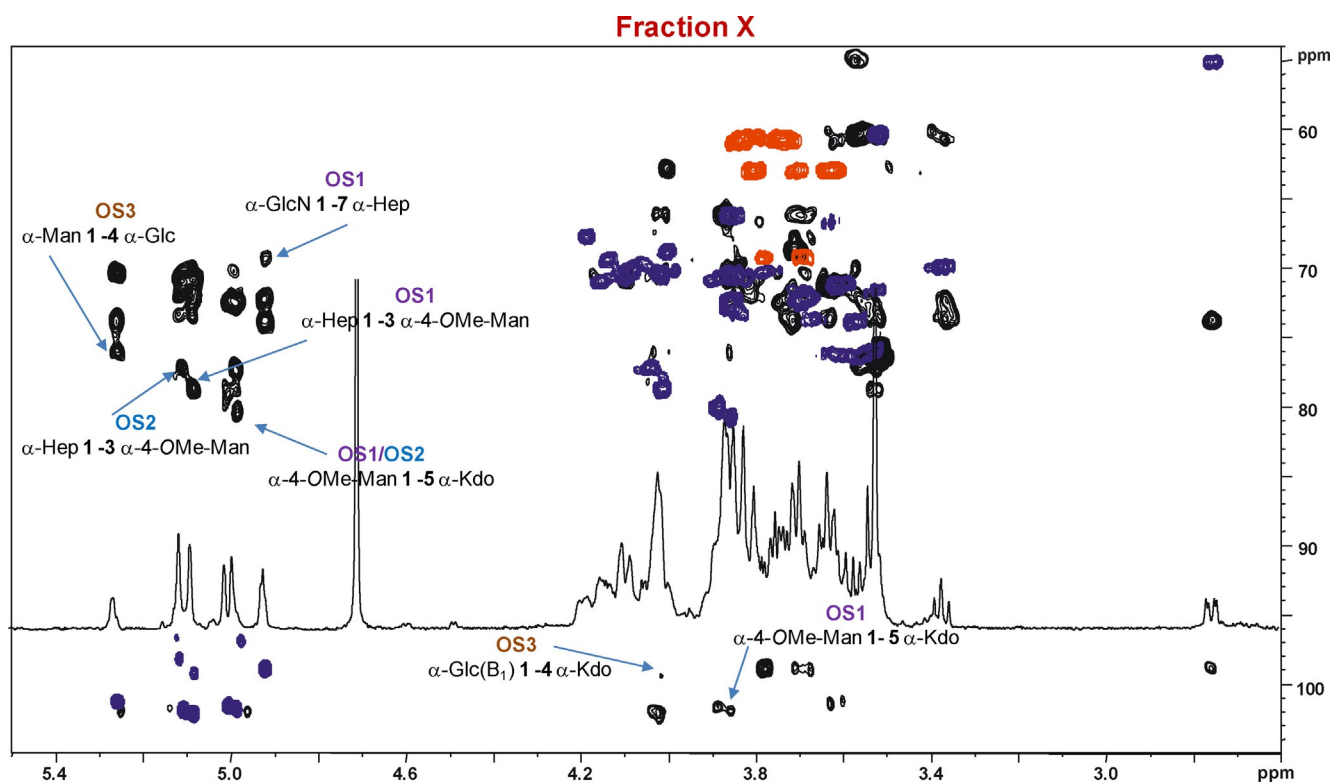 Fraction X
ppm
60
OS1
α-GlcN 1 -7 α-Hep
OS3
α-Man 1 -4 α-Glc
70
OS1
α-Hep 1 -3 α-4-OMe-Man
80
OS2
α-Hep 1 -3 α-4-OMe-Man
OS1/OS2
α-4-OMe-Man 1 -5 α-Kdo
90
OS1
α-4-OMe-Man 1- 5 α-Kdo
OS3
α-Glc(B₁) 1 -4 α-Kdo
100
5.4 5.0 4.6 4.2 3.8 3.4 3.0 ppm